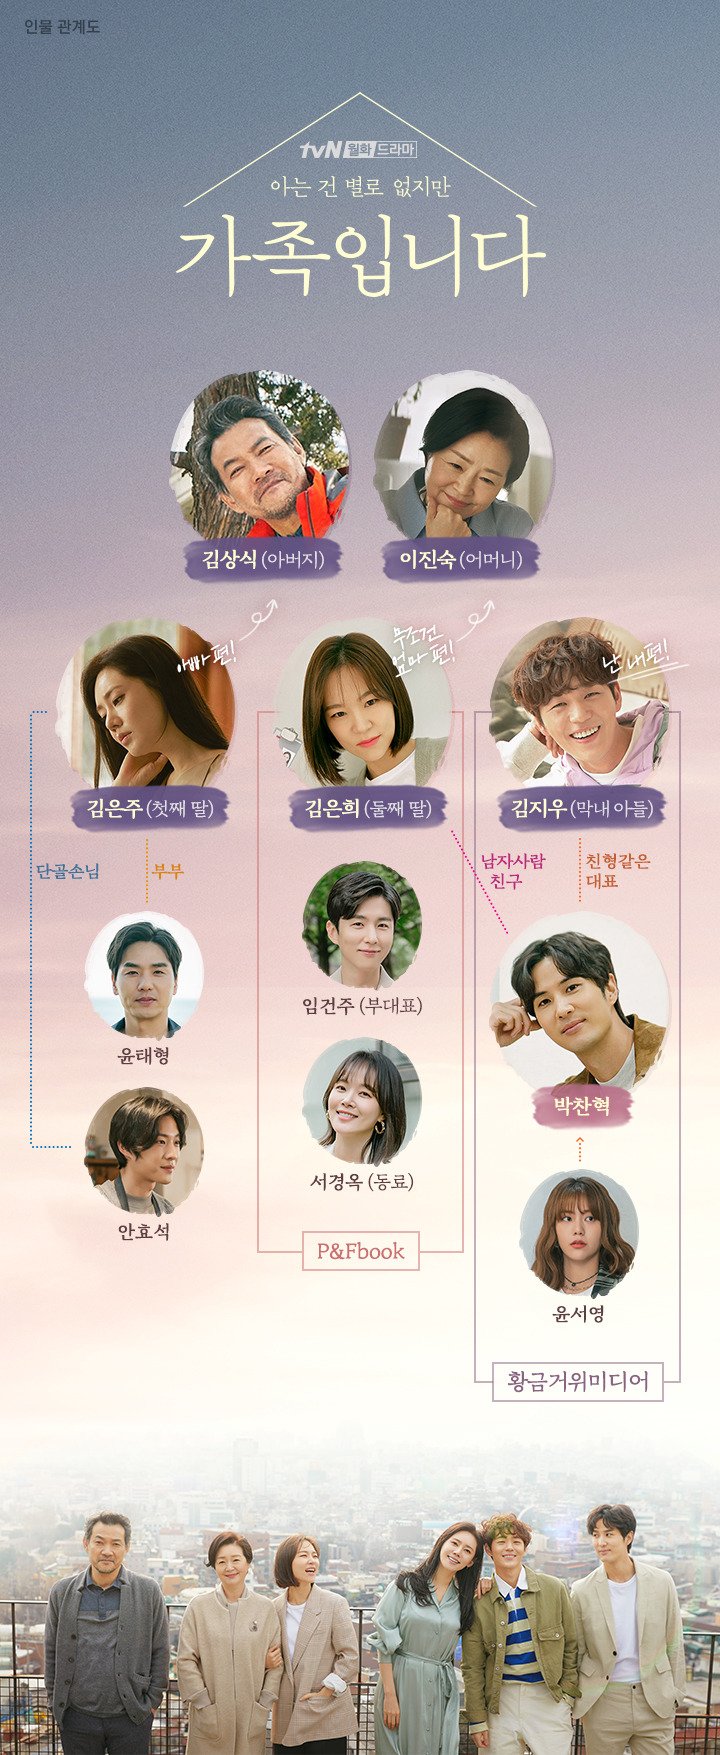 인물 관계도
tvN 월화드라마
아는 건 별로 없지만
가족입니다
김상식 (아버지)
이진숙 (어머니)
아빠 편!
무조건
엄마 편!
난 내편!
김은주 (첫째 딸)
김은희 (둘째 딸)
김지우 (막내 아들)
단골손님
부부
남자사람
친구
친형같은
대표
윤태형
임건주 (부대표)
박찬혁
안효석
서경옥 (동료)
P&Fbook
윤서영
황금거위미디어